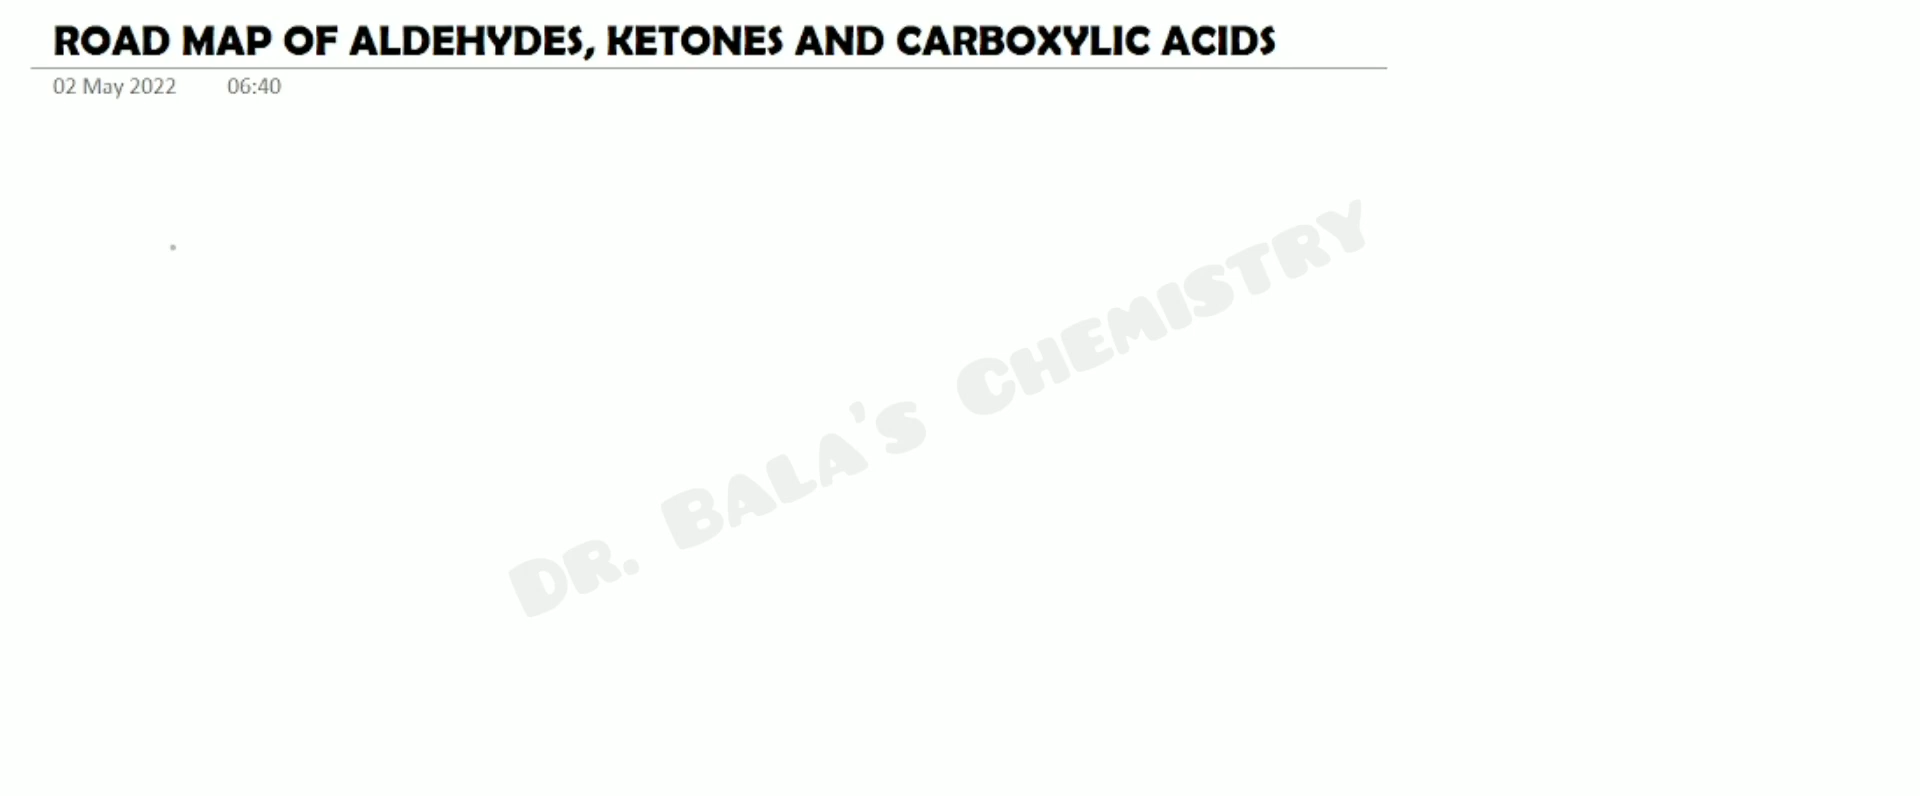 ROAD MAP OF ALDEHYDES, KETONES AND CARBOXYLIC ACIDS
02 May 2022 06:40
DR. BALA'S CHEMISTRY